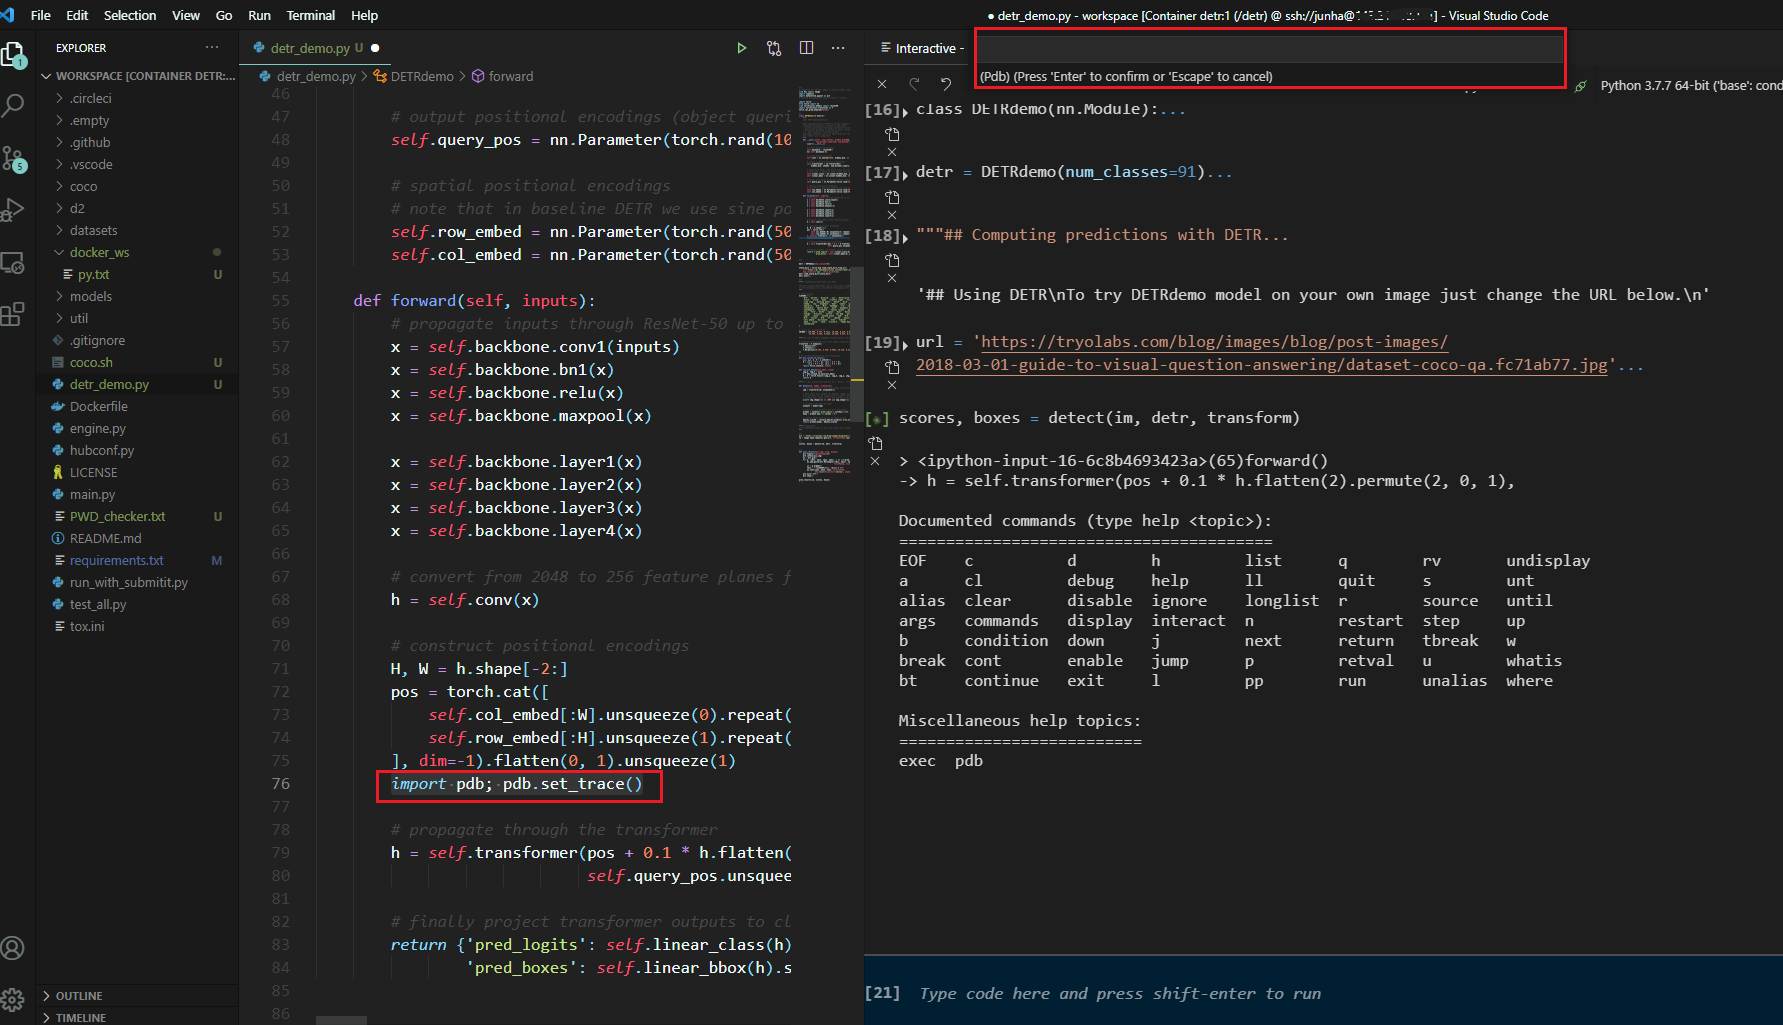 File Edit Selection View Go Run Terminal Help
● detr_demo.py - workspace [Container detr:1 (/detr) @ ssh://junha@ ] - Visual Studio Code
EXPLORER ...
WORKSPACE [CONTAINER DETR:...
.circleci
.empty
.github
.vscode
coco
d2
datasets
docker_ws
py.txt U
models
util
.gitignore
coco.sh U
detr_demo.py U
Dockerfile
engine.py
hubconf.py
LICENSE
main.py
PWD_checker.txt U
README.md
requirements.txt M
run_with_submitit.py
test_all.py
tox.ini
OUTLINE
TIMELINE
1
5
detr_demo.py U ●
detr_demo.py > DETRdemo > forward
46
47 # output positional encodings (object queri
48 self.query_pos = nn.Parameter(torch.rand(10
49
50 # spatial positional encodings
51 # note that in baseline DETR we use sine po
52 self.row_embed = nn.Parameter(torch.rand(50
53 self.col_embed = nn.Parameter(torch.rand(50
54
55 def forward(self, inputs):
56 # propagate inputs through ResNet-50 up to
57 x = self.backbone.conv1(inputs)
58 x = self.backbone.bn1(x)
59 x = self.backbone.relu(x)
60 x = self.backbone.maxpool(x)
61
62 x = self.backbone.layer1(x)
63 x = self.backbone.layer2(x)
64 x = self.backbone.layer3(x)
65 x = self.backbone.layer4(x)
66
67 # convert from 2048 to 256 feature planes f
68 h = self.conv(x)
69
70 # construct positional encodings
71 H, W = h.shape[-2:]
72 pos = torch.cat([
73 self.col_embed[:W].unsqueeze(0).repeat(
74 self.row_embed[:H].unsqueeze(1).repeat(
75 ], dim=-1).flatten(0, 1).unsqueeze(1)
76 import pdb; pdb.set_trace()
77
78 # propagate through the transformer
79 h = self.transformer(pos + 0.1 * h.flatten(
80 self.query_pos.unsquee
81
82 # finally project transformer outputs to cl
83 return {'pred_logits': self.linear_class(h)
84 'pred_boxes': self.linear_bbox(h).s
85
86
Interactive -
(Pdb) (Press 'Enter' to confirm or 'Escape' to cancel)
Python 3.7.7 64-bit ('base': cond
[16] class DETRdemo(nn.Module):...
[17] detr = DETRdemo(num_classes=91)...
[18] """## Computing predictions with DETR...
'## Using DETR\nTo try DETRdemo model on your own image just change the URL below.\n'
[19] url = 'https://tryolabs.com/blog/images/blog/post-images/
2018-03-01-guide-to-visual-question-answering/dataset-coco-qa.fc71ab77.jpg'...
[*] scores, boxes = detect(im, detr, transform)
> <ipython-input-16-6c8b4693423a>(65)forward()
-> h = self.transformer(pos + 0.1 * h.flatten(2).permute(2, 0, 1),
Documented commands (type help <topic>):
========================================
EOF c d h list q rv undisplay
a cl debug help ll quit s unt
alias clear disable ignore longlist r source until
args commands display interact n restart step up
b condition down j next return tbreak w
break cont enable jump p retval u whatis
bt continue exit l pp run unalias where
Miscellaneous help topics:
==========================
exec pdb
[21] Type code here and press shift-enter to run